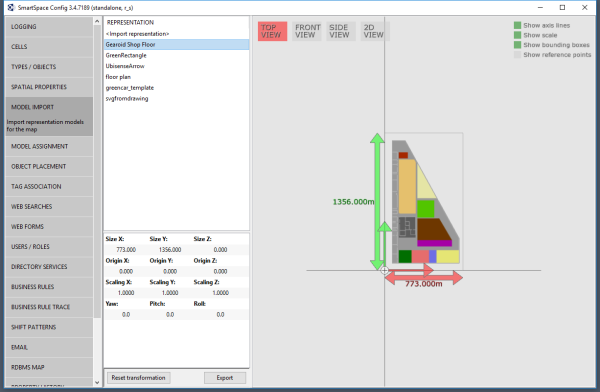 SmartSpace Config 3.4.7189 (standalone, r_s)
LOGGING
CELLS
TYPES / OBJECTS
SPATIAL PROPERTIES
MODEL IMPORT
Import representation models
for the map
MODEL ASSIGNMENT
OBJECT PLACEMENT
TAG ASSOCIATION
WEB SEARCHES
WEB FORMS
USERS / ROLES
DIRECTORY SERVICES
BUSINESS RULES
BUSINESS RULE TRACE
SHIFT PATTERNS
EMAIL
RDBMS MAP
PROPERTY HISTORY
REPRESENTATION
<Import representation>
Gearoid Shop Floor
GreenRectangle
UbisenseArrow
floor plan
greencar_template
svgfromdrawing
Size X: Size Y: Size Z:
773.000 1356.000 0.000
Origin X: Origin Y: Origin Z:
0.000 0.000 0.000
Scaling X: Scaling Y: Scaling Z:
1.0000 1.0000 1.0000
Yaw: Pitch: Roll:
0.0 0.0 0.0
Reset transformation Export
TOP VIEW FRONT VIEW SIDE VIEW 2D VIEW
Show axis lines
Show scale
Show bounding boxes
Show reference points
1356.000m
773.000m